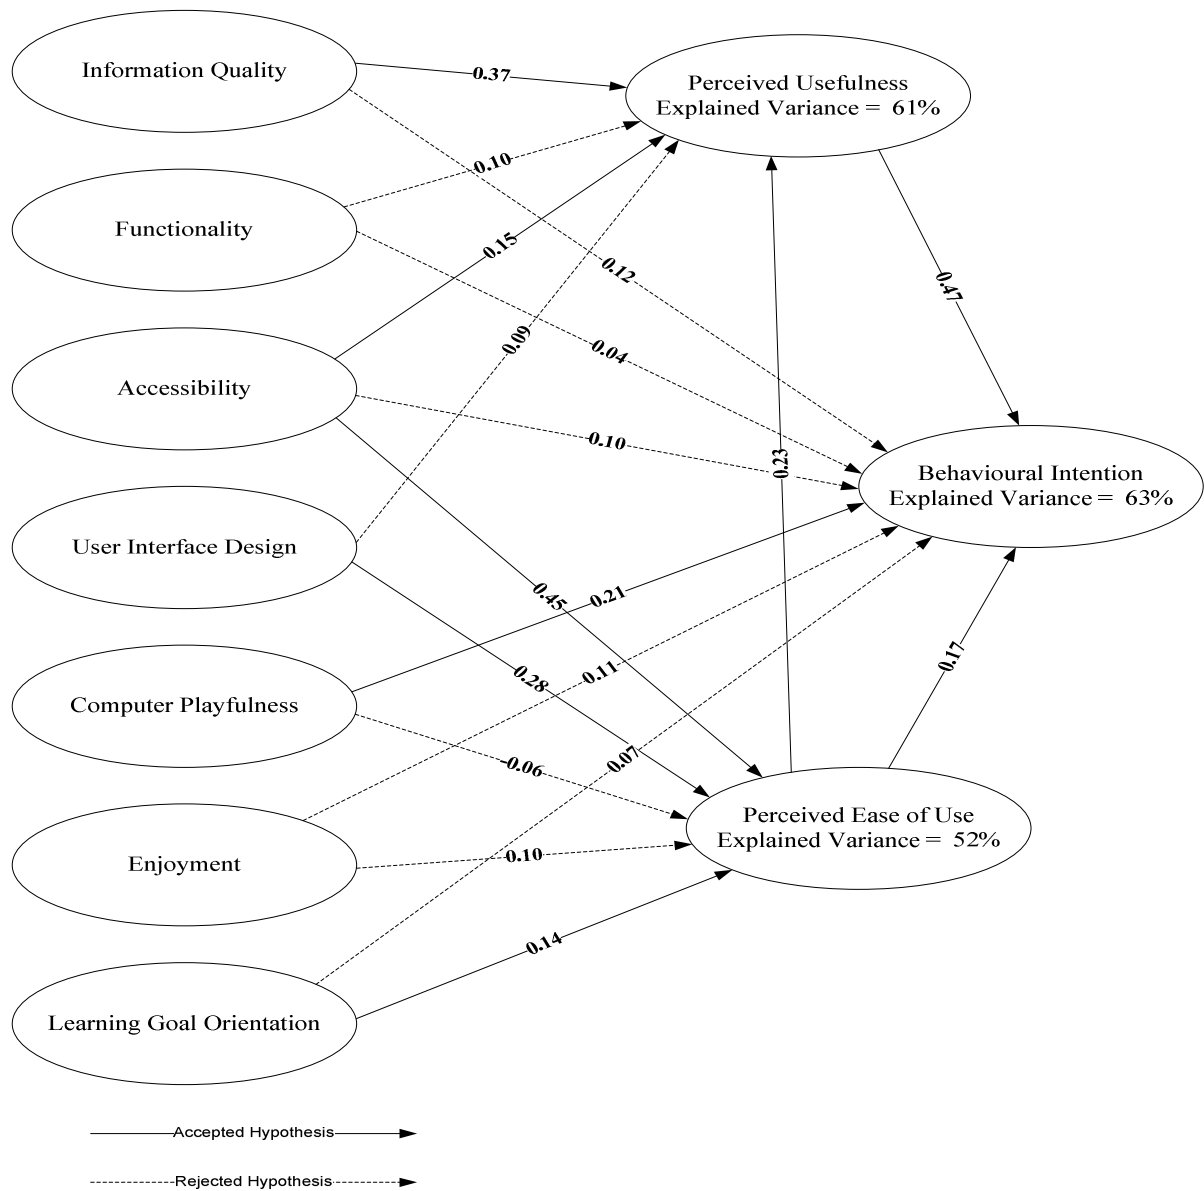 Information Quality
0.37
Perceived Usefulness
Explained Variance = 61%
0.10
Functionality
0.15
0.12
0.47
0.09
0.04
Accessibility
0.10
0.23
Behavioural Intention
Explained Variance = 63%
User Interface Design
0.45
0.21
0.28
0.11
0.17
Computer Playfulness
-0.06
0.07
Perceived Ease of Use
Explained Variance = 52%
Enjoyment
0.10
0.14
Learning Goal Orientation
Accepted Hypothesis
Rejected Hypothesis